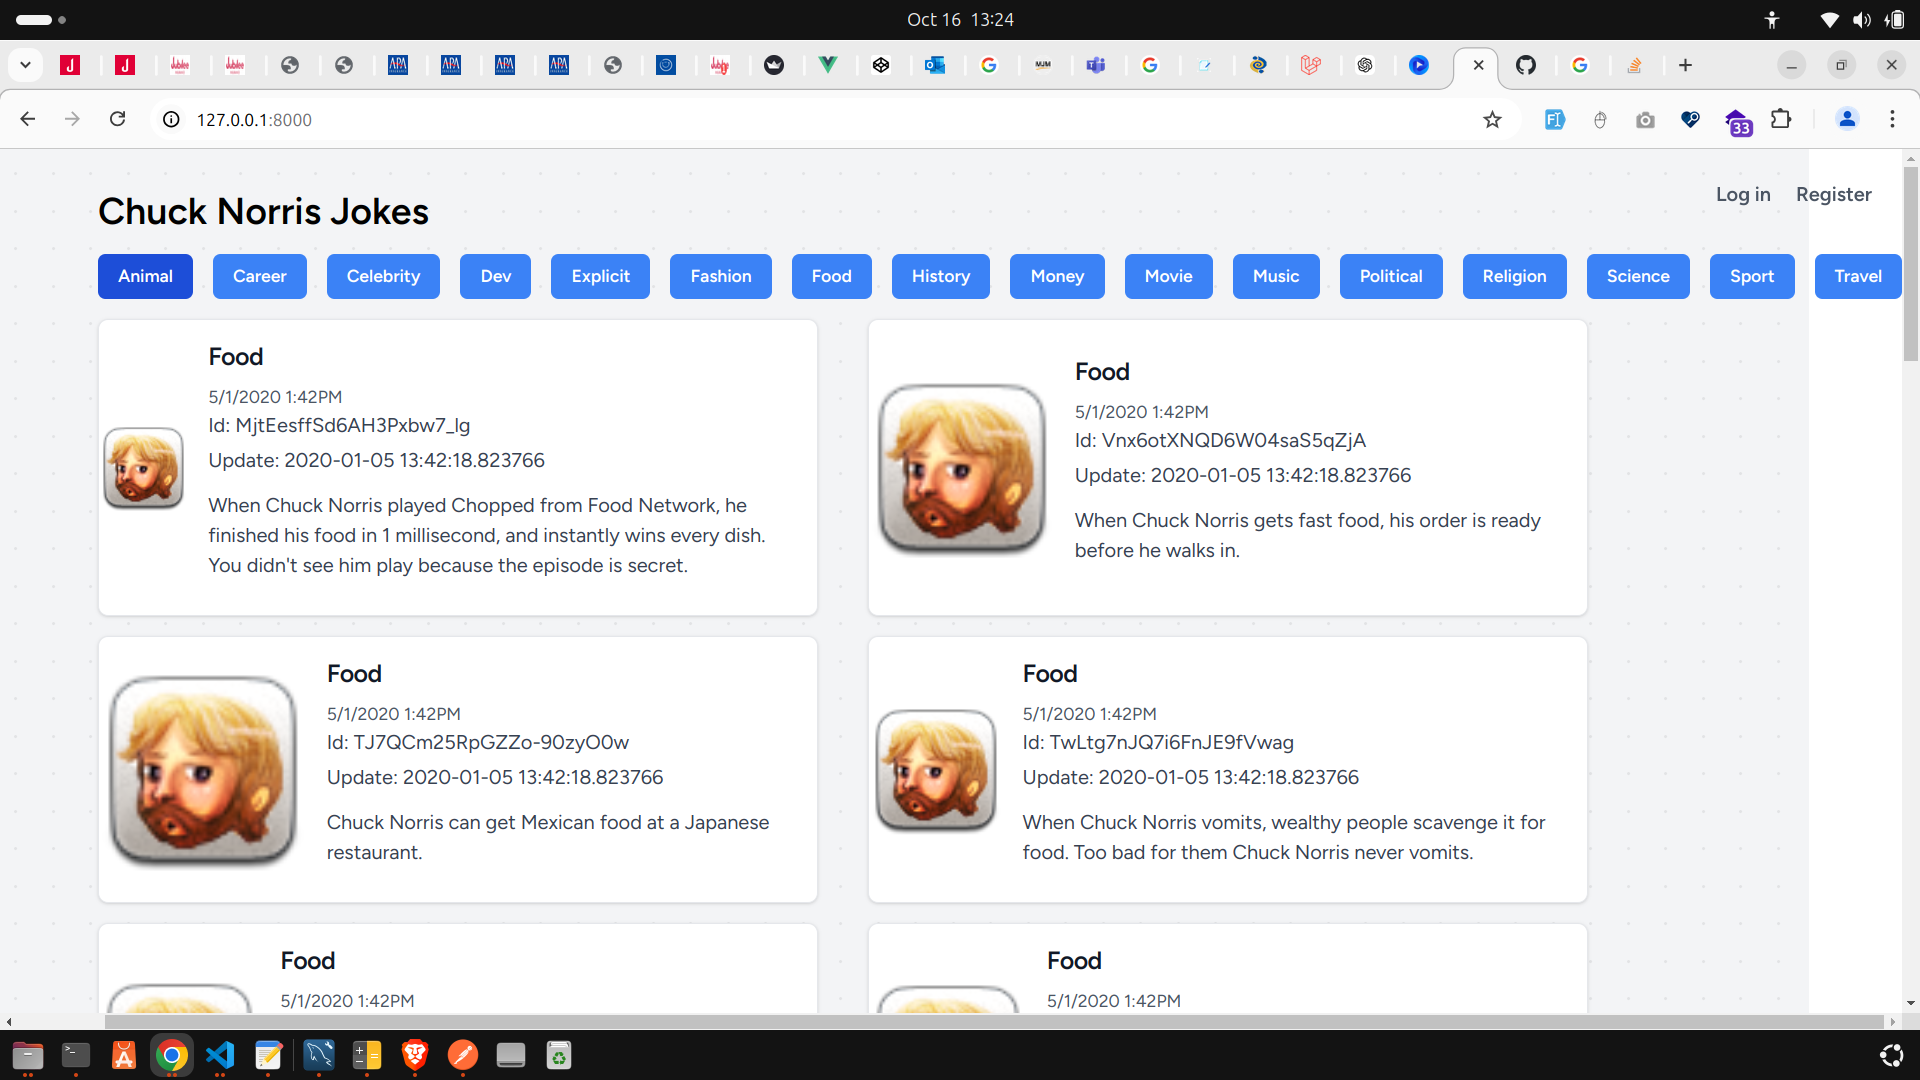 Oct 16 13:24
J
J
Jubilee
Jubilee
APA
APA
APA
APA
MJM
127.0.0.1:8000
33
Log in Register
Chuck Norris Jokes
Animal Career Celebrity Dev Explicit Fashion Food History Money Movie Music Political Religion Science Sport Travel
Food
5/1/2020 1:42PM
Id: MjtEesffSd6AH3Pxbw7_lg
Update: 2020-01-05 13:42:18.823766
When Chuck Norris played Chopped from Food Network, he
finished his food in 1 millisecond, and instantly wins every dish.
You didn't see him play because the episode is secret.
Food
5/1/2020 1:42PM
Id: Vnx6otXNQD6W04saS5qZjA
Update: 2020-01-05 13:42:18.823766
When Chuck Norris gets fast food, his order is ready
before he walks in.
Food
5/1/2020 1:42PM
Id: TJ7QCm25RpGZZo-90zyO0w
Update: 2020-01-05 13:42:18.823766
Chuck Norris can get Mexican food at a Japanese
restaurant.
Food
5/1/2020 1:42PM
Id: TwLtg7nJQ7i6FnJE9fVwag
Update: 2020-01-05 13:42:18.823766
When Chuck Norris vomits, wealthy people scavenge it for
food. Too bad for them Chuck Norris never vomits.
Food
5/1/2020 1:42PM
Food
5/1/2020 1:42PM